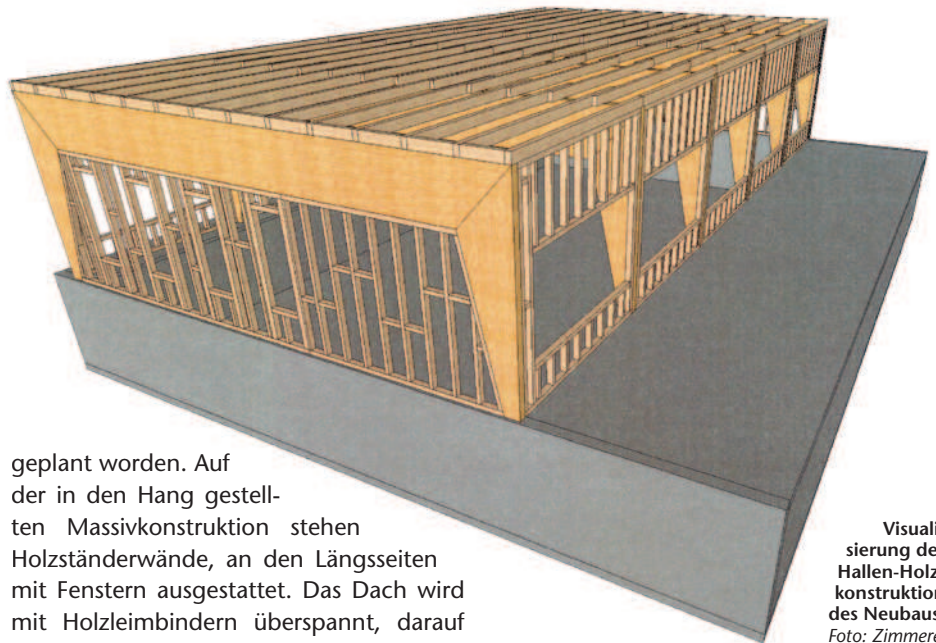 geplant worden. Auf
der in den Hang gestell-
ten Massivkonstruktion stehen
Holzständerwände, an den Längsseiten
mit Fenstern ausgestattet. Das Dach wird
mit Holzleimbindern überspannt, darauf
Visuali
sierung de
Hallen-Holz
konstruktion
des Neubaus
Foto: Zimmere